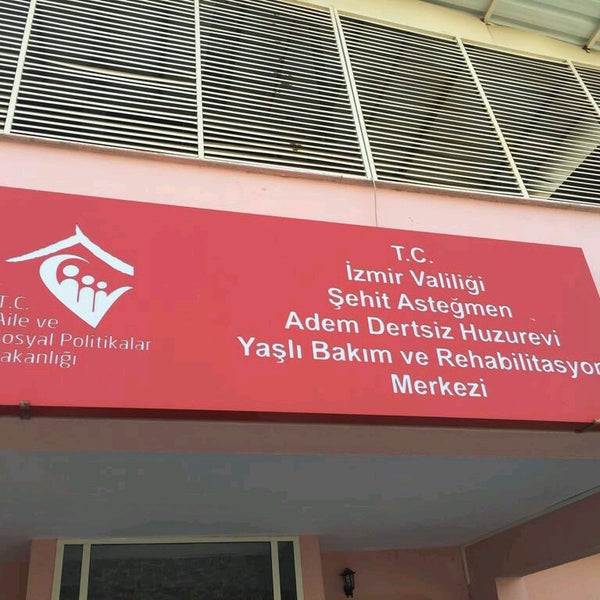 T.C.
Aile ve
Sosyal Politikalar
Bakanlığı
T.C.
İzmir Valiliği
Şehit Asteğmen
Adem Dertsiz Huzurevi
Yaşlı Bakım ve Rehabilitasyon
Merkezi